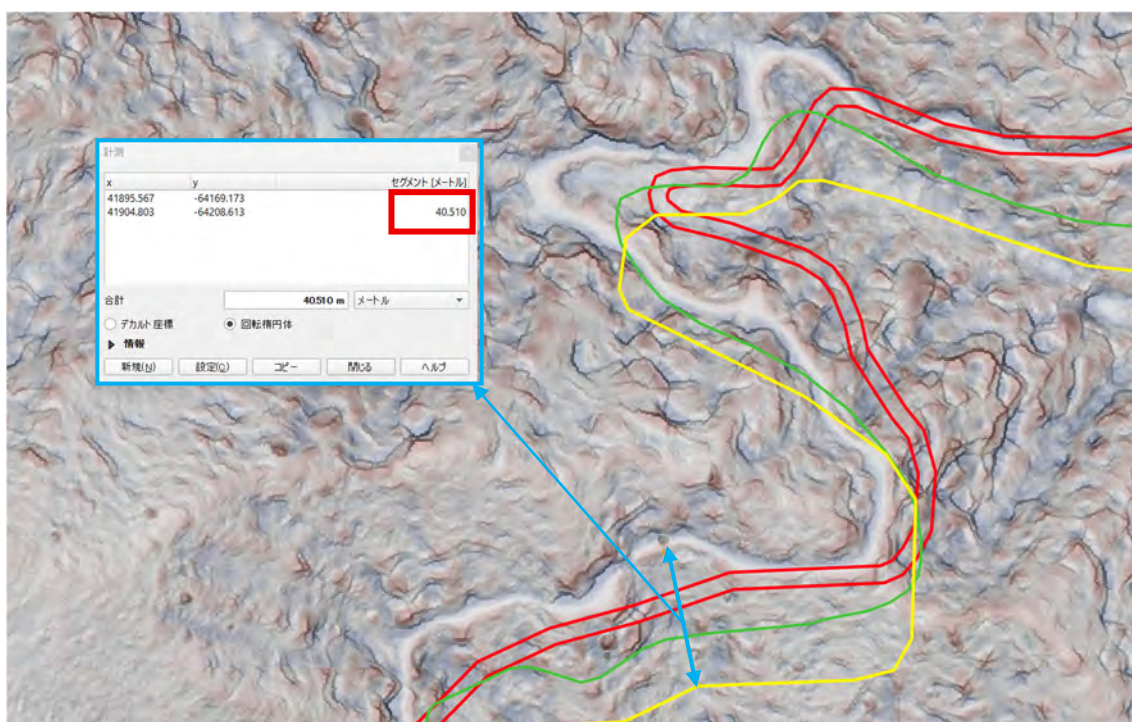 計測
x y セグメント [メートル]
41895.567 -64169.173
41904.803 -64208.613 40.510
合計 40.510 m メートル
デカルト座標 回転楕円体
情報
新規(N) 設定(C) コピー 閉じる ヘルプ